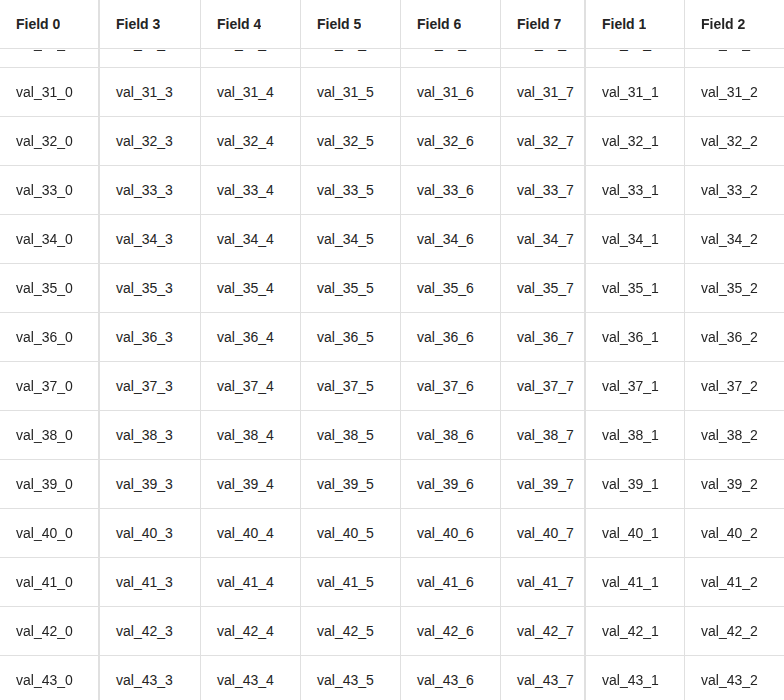 Field 0 Field 3 Field 4 Field 5 Field 6 Field 7 Field 1 Field 2
val_31_0 val_31_3 val_31_4 val_31_5 val_31_6 val_31_7 val_31_1 val_31_2
val_32_0 val_32_3 val_32_4 val_32_5 val_32_6 val_32_7 val_32_1 val_32_2
val_33_0 val_33_3 val_33_4 val_33_5 val_33_6 val_33_7 val_33_1 val_33_2
val_34_0 val_34_3 val_34_4 val_34_5 val_34_6 val_34_7 val_34_1 val_34_2
val_35_0 val_35_3 val_35_4 val_35_5 val_35_6 val_35_7 val_35_1 val_35_2
val_36_0 val_36_3 val_36_4 val_36_5 val_36_6 val_36_7 val_36_1 val_36_2
val_37_0 val_37_3 val_37_4 val_37_5 val_37_6 val_37_7 val_37_1 val_37_2
val_38_0 val_38_3 val_38_4 val_38_5 val_38_6 val_38_7 val_38_1 val_38_2
val_39_0 val_39_3 val_39_4 val_39_5 val_39_6 val_39_7 val_39_1 val_39_2
val_40_0 val_40_3 val_40_4 val_40_5 val_40_6 val_40_7 val_40_1 val_40_2
val_41_0 val_41_3 val_41_4 val_41_5 val_41_6 val_41_7 val_41_1 val_41_2
val_42_0 val_42_3 val_42_4 val_42_5 val_42_6 val_42_7 val_42_1 val_42_2
val_43_0 val_43_3 val_43_4 val_43_5 val_43_6 val_43_7 val_43_1 val_43_2